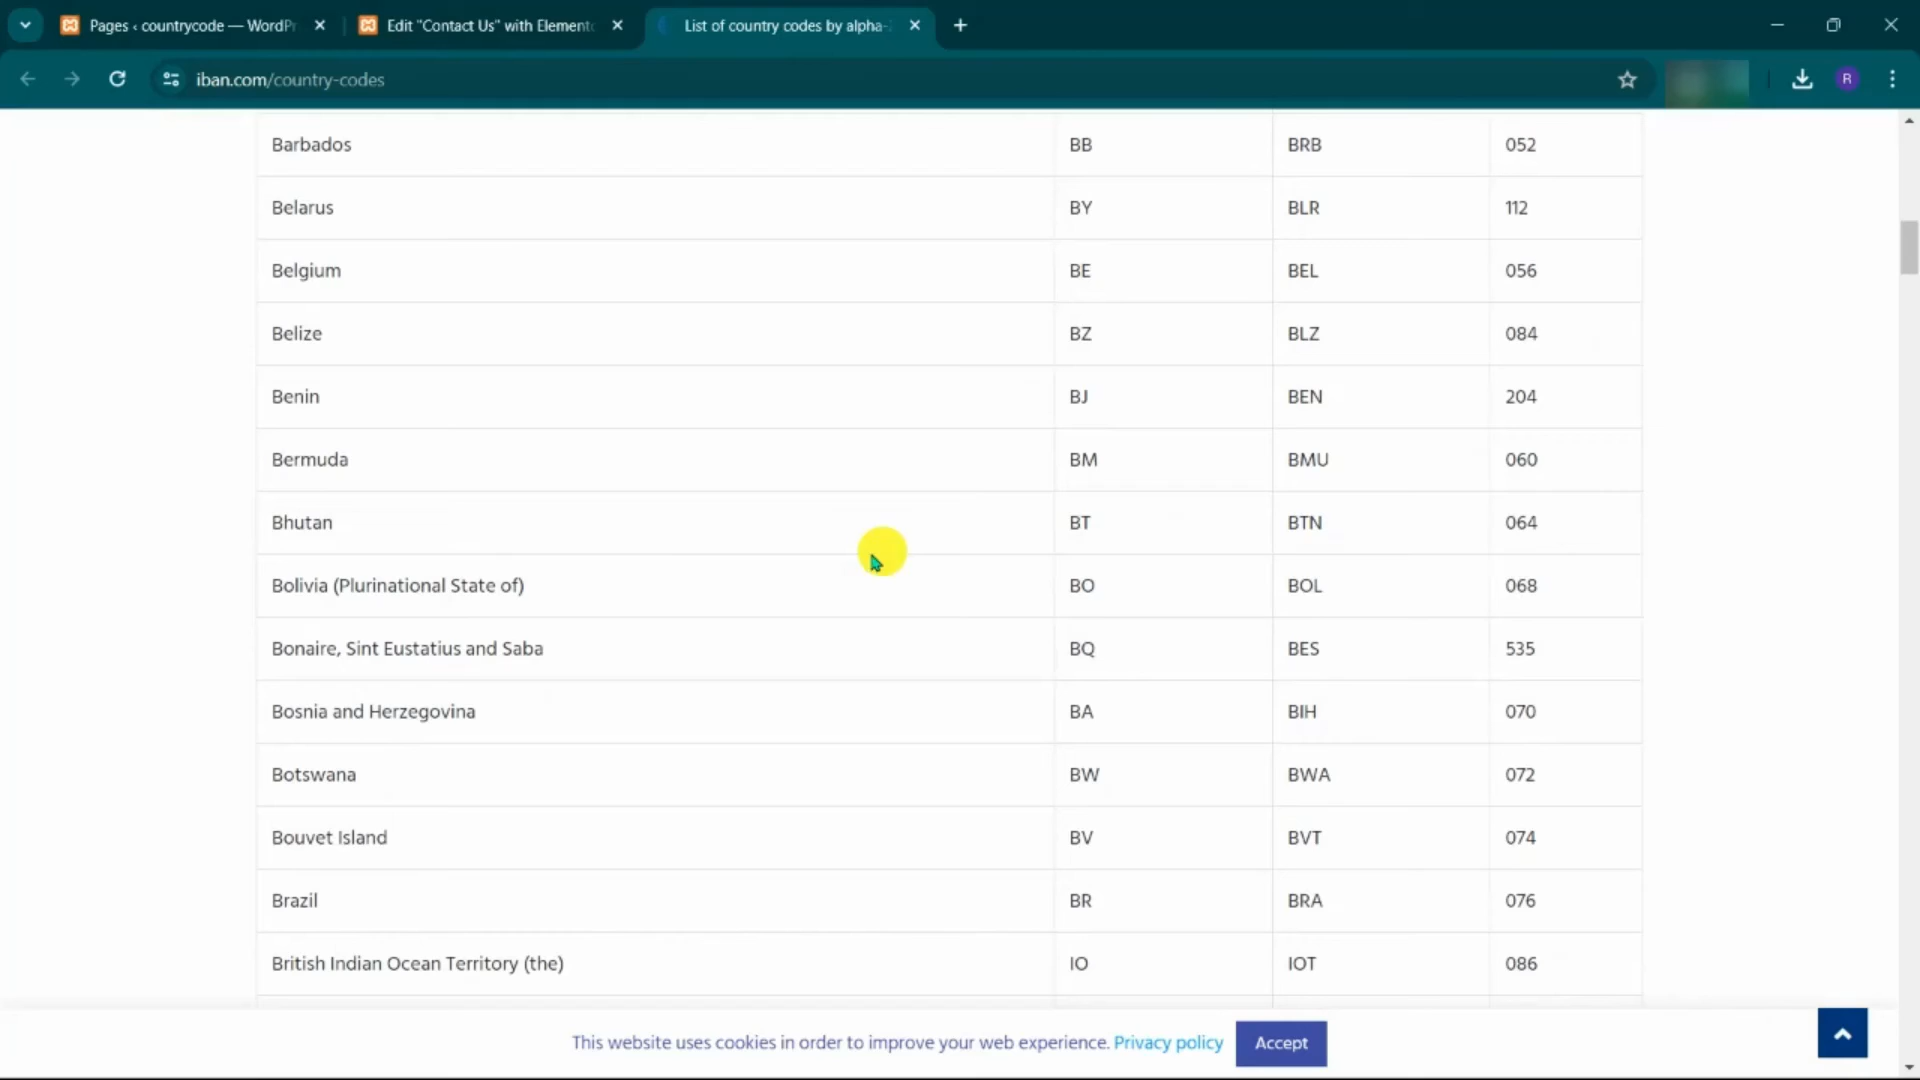 Pages ‹ countrycode — WordPr
Edit "Contact Us" with Elemento
List of country codes by alpha-
iban.com/country-codes
R
Barbados BB BRB 052
Belarus BY BLR 112
Belgium BE BEL 056
Belize BZ BLZ 084
Benin BJ BEN 204
Bermuda BM BMU 060
Bhutan BT BTN 064
Bolivia (Plurinational State of) BO BOL 068
Bonaire, Sint Eustatius and Saba BQ BES 535
Bosnia and Herzegovina BA BIH 070
Botswana BW BWA 072
Bouvet Island BV BVT 074
Brazil BR BRA 076
British Indian Ocean Territory (the) IO IOT 086
This website uses cookies in order to improve your web experience. Privacy policy Accept